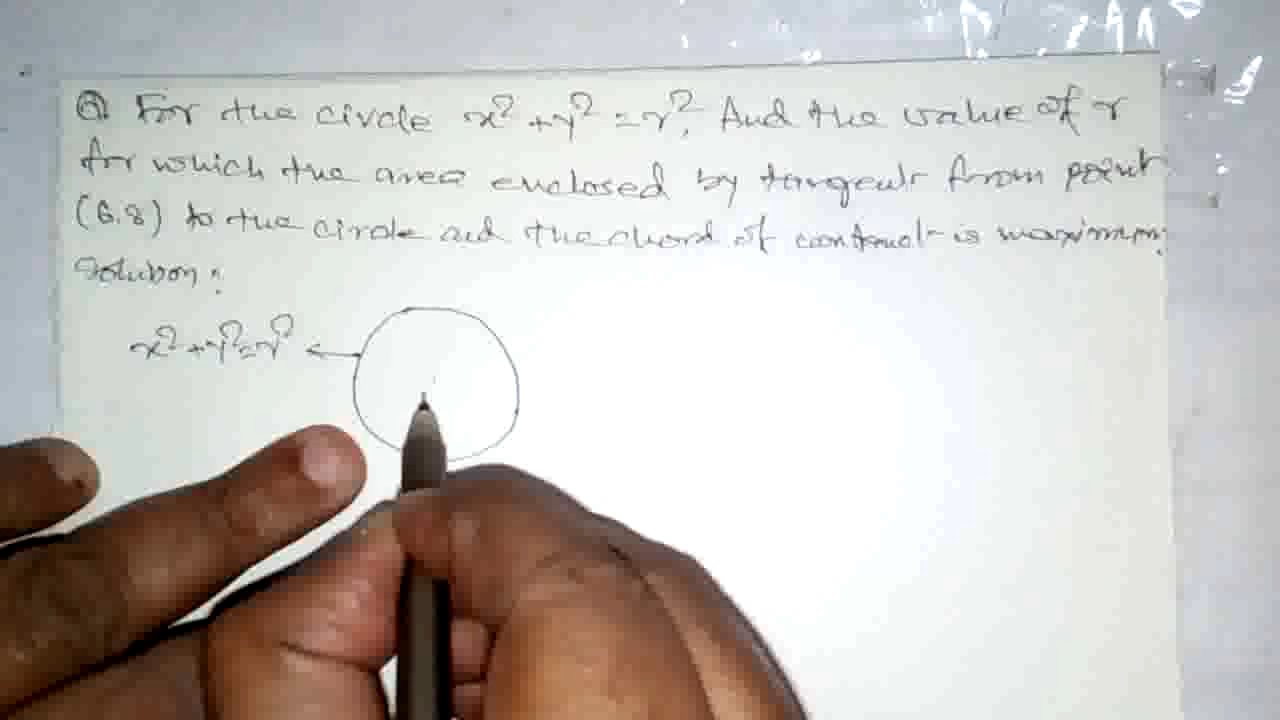 Q For the circle x² + y² = r², And the value of r
for which the area enclosed by tangents from point
(6.8) to the circle and the chord of contact is maximum.
Solution:
x² + y² = r²